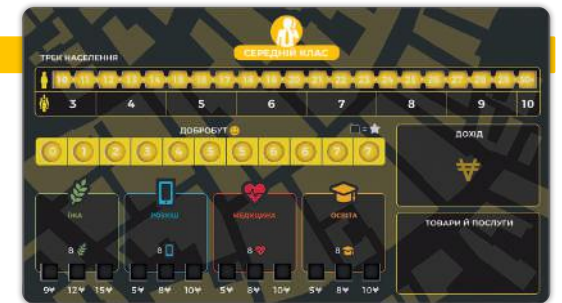 СЕРЕДНІЙ КЛАС
ТРЕК НАСЕЛЕННЯ
10 11 12 13 14 15 16 17 18 19 20 21 22 23 24 25 26 27 28 29 30+
3 4 5 6 7 8 9 10
ДОБРОБУТ
=
0 1 2 3 4 5 5 6 6 7 7
ДОХІД
ЇЖА РОЗКІШ МЕДИЦИНА ОСВІТА
ТОВАРИ Й ПОСЛУГИ
8 8 8 8
9₩ 12₩ 15₩ 5₩ 8₩ 10₩ 5₩ 8₩ 10₩ 5₩ 8₩ 10₩